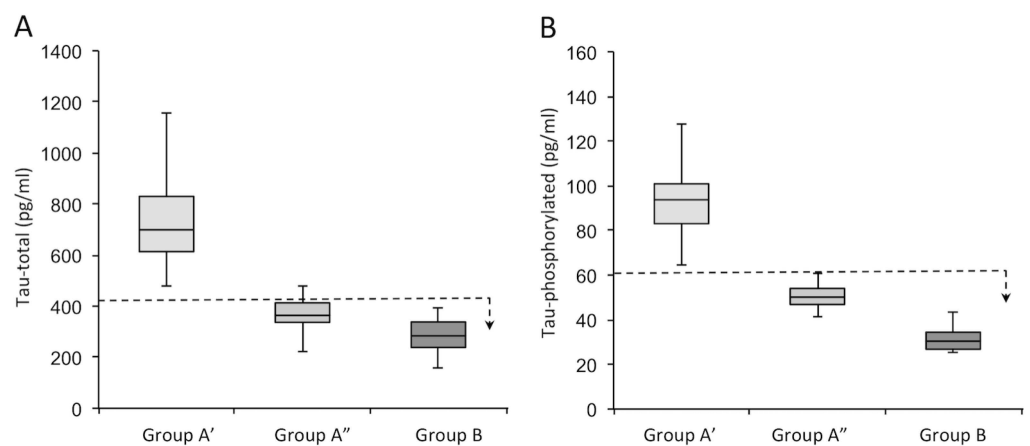 A
Tau-total (pg/ml)
1400
1200
1000
800
600
400
200
0
Group A′
Group A″
Group B
B
Tau-phosphorylated (pg/ml)
160
140
120
100
80
60
40
20
0
Group A′
Group A″
Group B